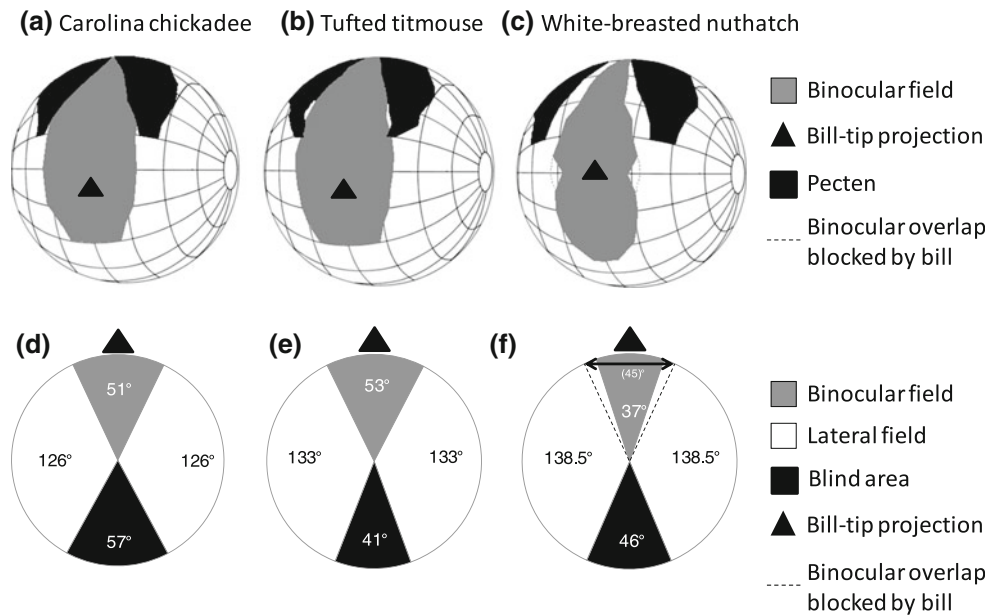 (a) Carolina chickadee
(b) Tufted titmouse
(c) White-breasted nuthatch
Binocular field
Bill-tip projection
Pecten
Binocular overlap
blocked by bill
(d)
51°
126°
126°
57°
(e)
53°
133°
133°
41°
(f)
(45)°
37°
138.5°
138.5°
46°
Binocular field
Lateral field
Blind area
Bill-tip projection
Binocular overlap
blocked by bill